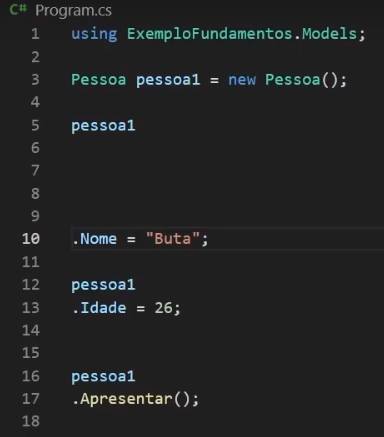 C# Program.cs
1 using ExemploFundamentos.Models;
2
3 Pessoa pessoa1 = new Pessoa();
4
5 pessoa1
6
7
8
9
10 .Nome = "Buta";
11
12 pessoa1
13 .Idade = 26;
14
15
16 pessoa1
17 .Apresentar();
18